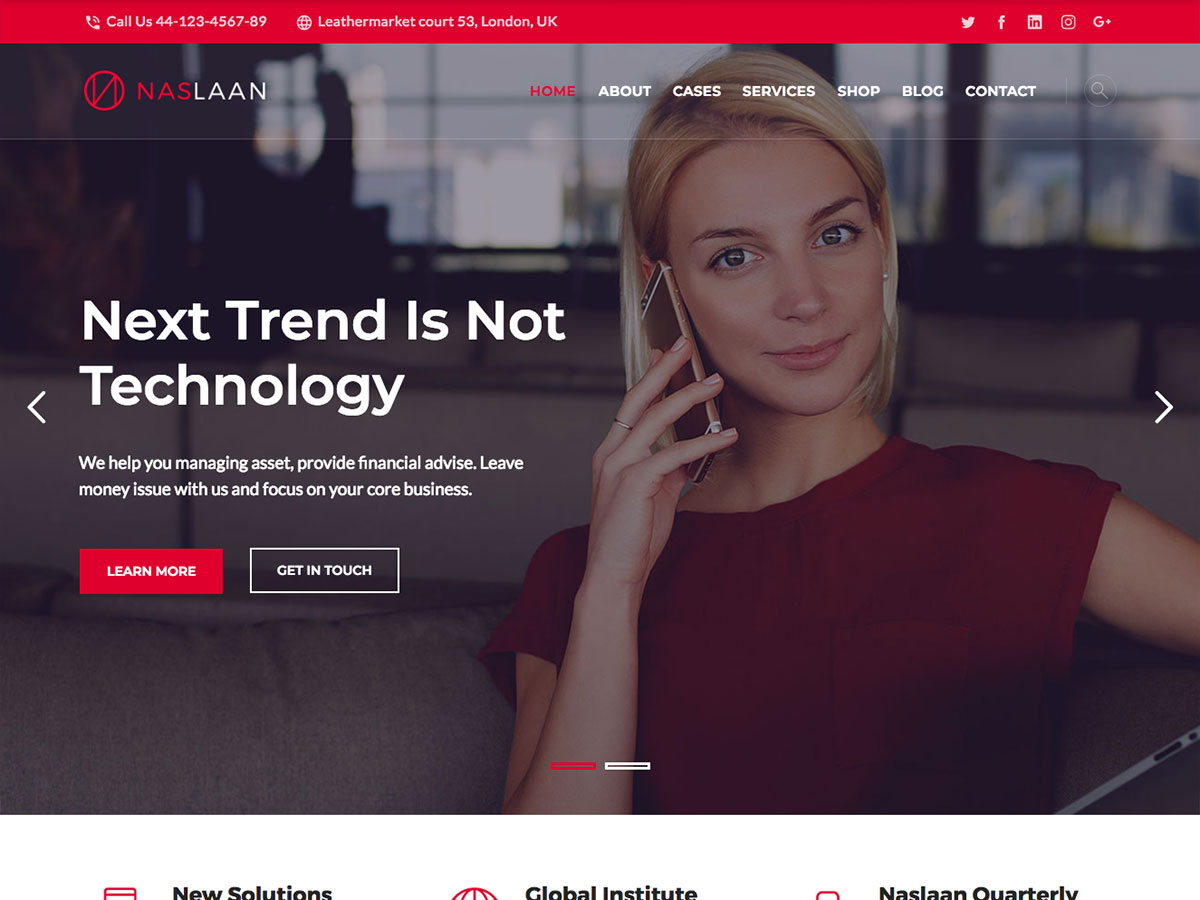 Call Us 44-123-4567-89 Leathermarket court 53, London, UK
NASLAAN HOME ABOUT CASES SERVICES SHOP BLOG CONTACT
Next Trend Is Not
Technology
We help you managing asset, provide financial advise. Leave
money issue with us and focus on your core business.
LEARN MORE GET IN TOUCH
New Solutions Global Institute Naslaan Quarterly